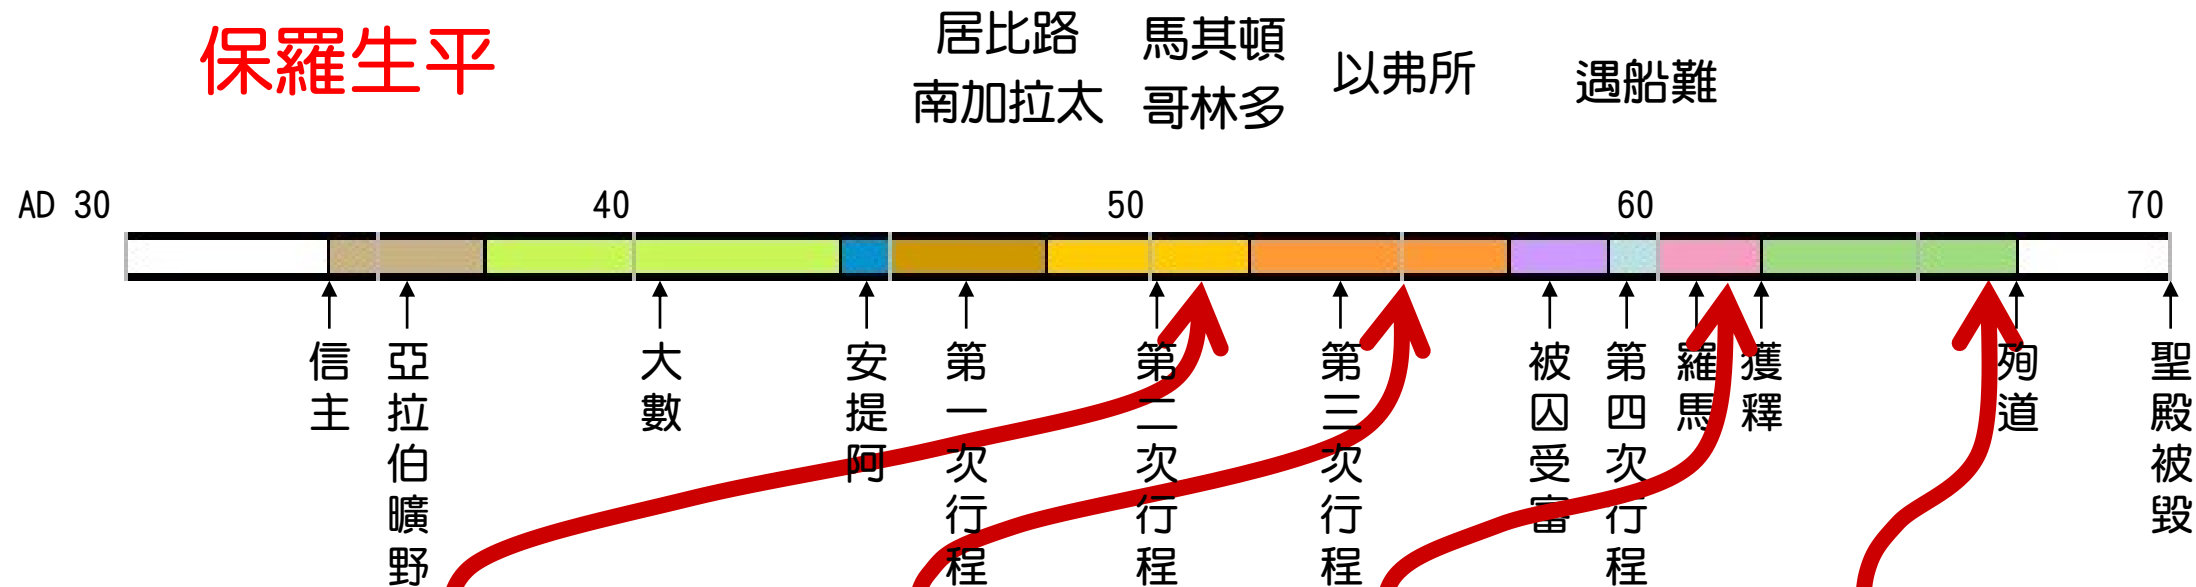 保羅生平
居比路
南加拉太
馬其頓
哥林多
以弗所
遇船難
AD 30
40
50
60
70
信主
亞拉伯曠野
大數
安提阿
第一次行程
第二次行程
第三次行程
被囚受審
第四次行程
羅馬
獲釋
殉道
聖殿被毀